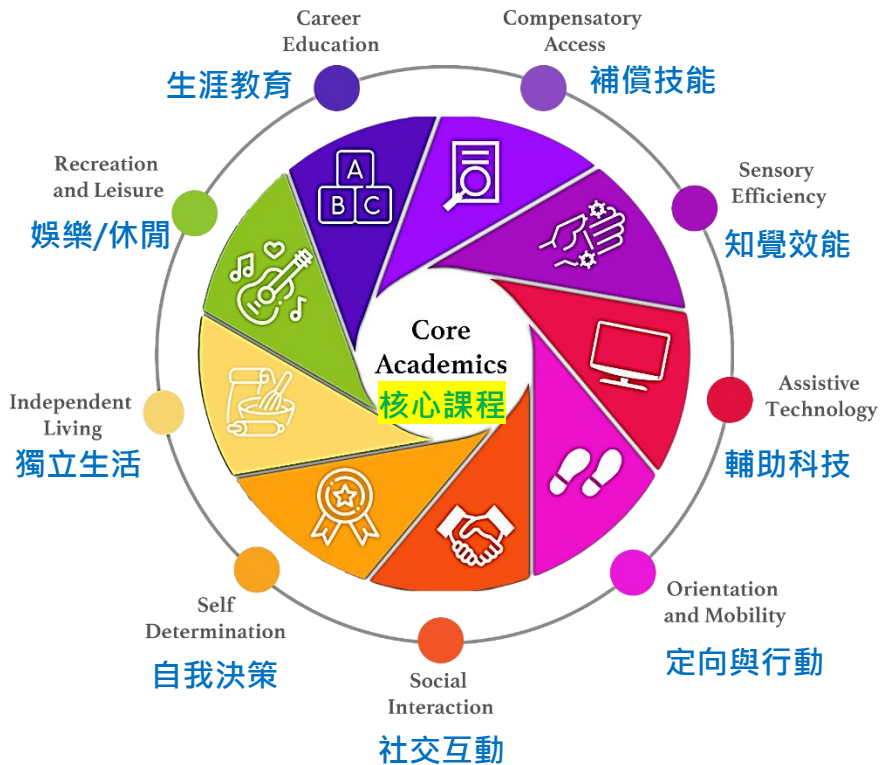 Career
Education
生涯教育
Compensatory
Access
補償技能
Sensory
Efficiency
知覺效能
Assistive
Technology
輔助科技
Orientation
and Mobility
定向與行動
Social
Interaction
社交互動
Self
Determination
自我決策
Independent
Living
獨立生活
Recreation
and Leisure
娛樂/休閒
A
B C
Core
Academics
核心課程